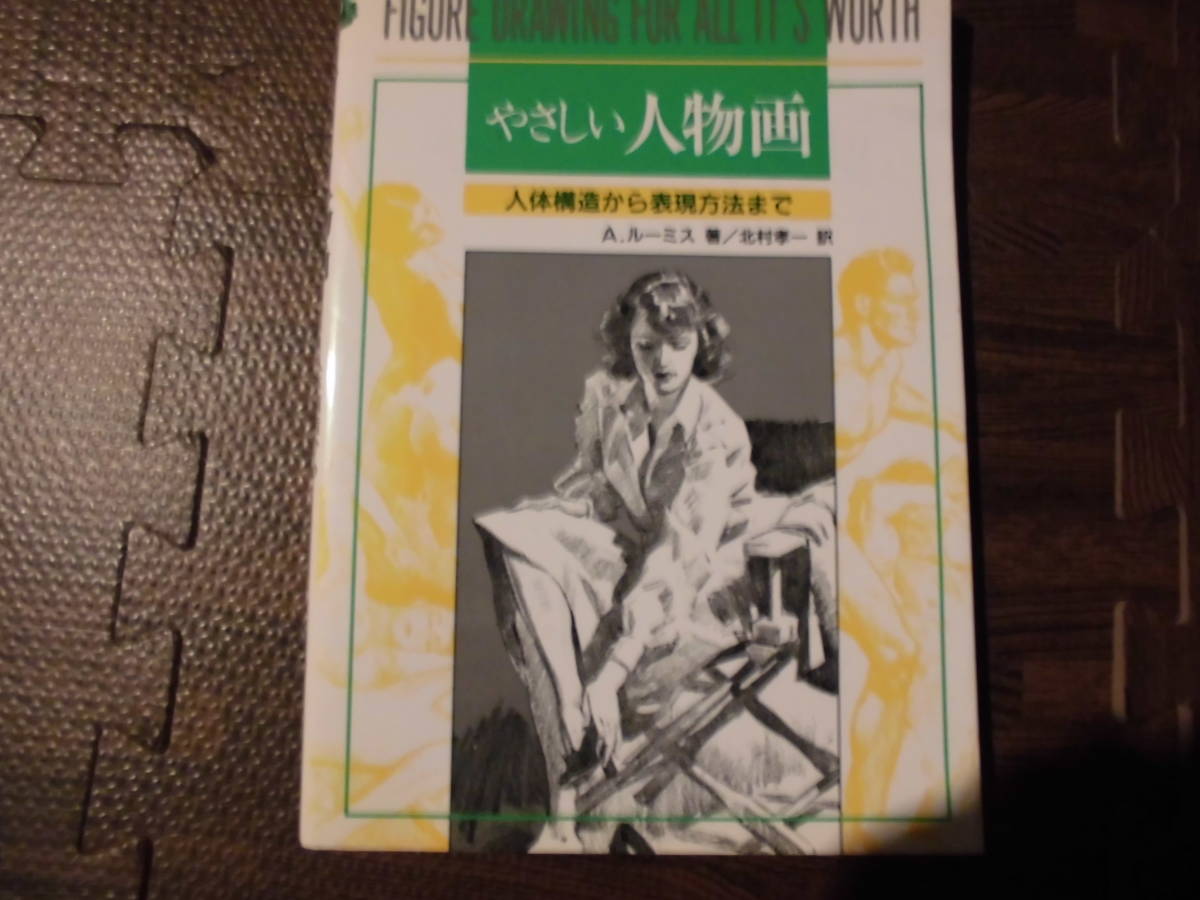 FIGURE DRAWING FOR ALL IT'S WORTH
やさしい人物画
人体構造から表現方法まで
A.ルーミス 著/北村孝一 訳